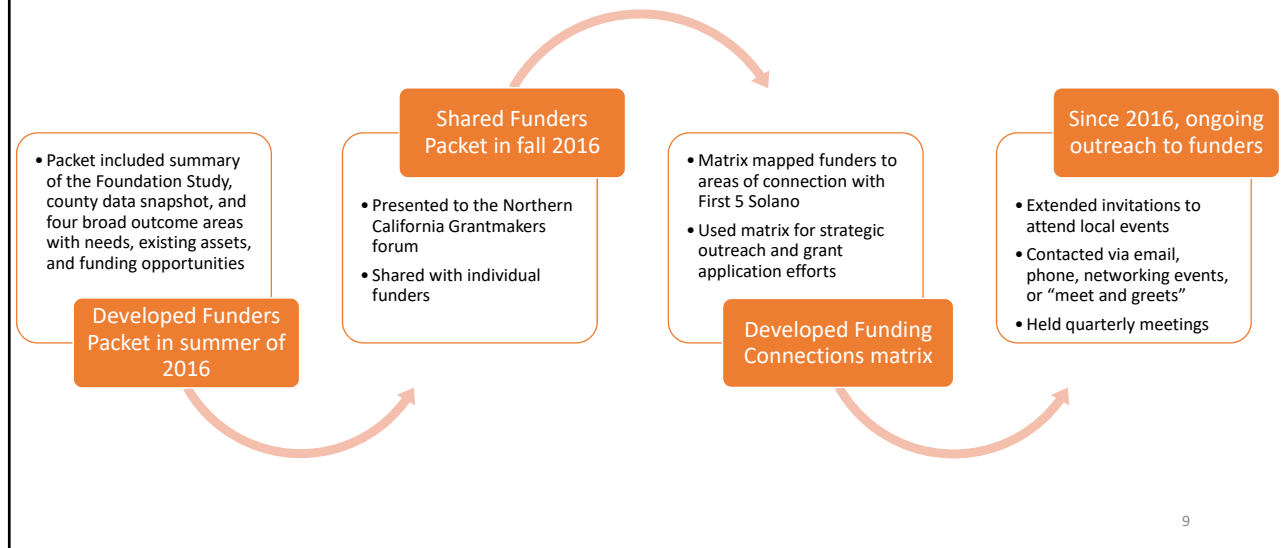 • Packet included summary
of the Foundation Study,
county data snapshot, and
four broad outcome areas
with needs, existing assets,
and funding opportunities
Developed Funders
Packet in summer of
2016
Shared Funders
Packet in fall 2016
• Presented to the Northern
California Grantmakers
forum
• Shared with individual
funders
• Matrix mapped funders to
areas of connection with
First 5 Solano
• Used matrix for strategic
outreach and grant
application efforts
Developed Funding
Connections matrix
Since 2016, ongoing
outreach to funders
• Extended invitations to
attend local events
• Contacted via email,
phone, networking events,
or “meet and greets”
• Held quarterly meetings
9